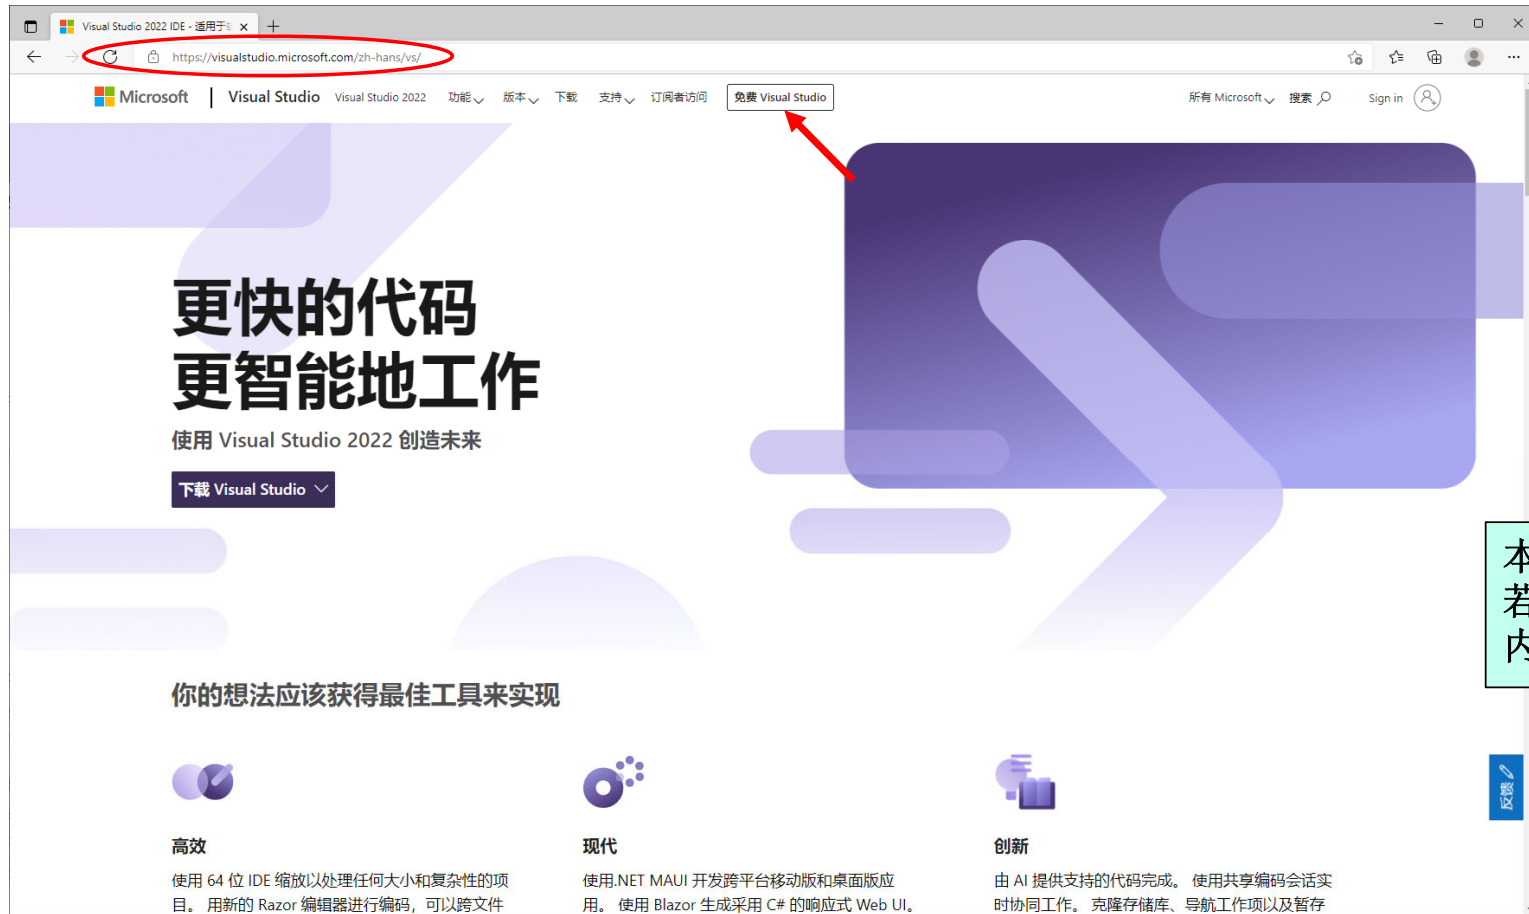 Visual Studio 2022 IDE - 适用于
https://visualstudio.microsoft.com/zh-hans/vs/
Microsoft | Visual Studio Visual Studio 2022 功能 版本 下载 支持 订阅者访问 免费 Visual Studio 所有 Microsoft 搜索 Sign in
更快的代码
更智能地工作
使用 Visual Studio 2022 创造未来
下载 Visual Studio
本
若
内
你的想法应该获得最佳工具来实现
反馈
高效
使用 64 位 IDE 缩放以处理任何大小和复杂性的项
目。 用新的 Razor 编辑器进行编码，可以跨文件
现代
使用.NET MAUI 开发跨平台移动版和桌面版应
用。 使用 Blazor 生成采用 C# 的响应式 Web UI。
创新
由 AI 提供支持的代码完成。 使用共享编码会话实
时协同工作。 克隆存储库、导航工作项以及暂存